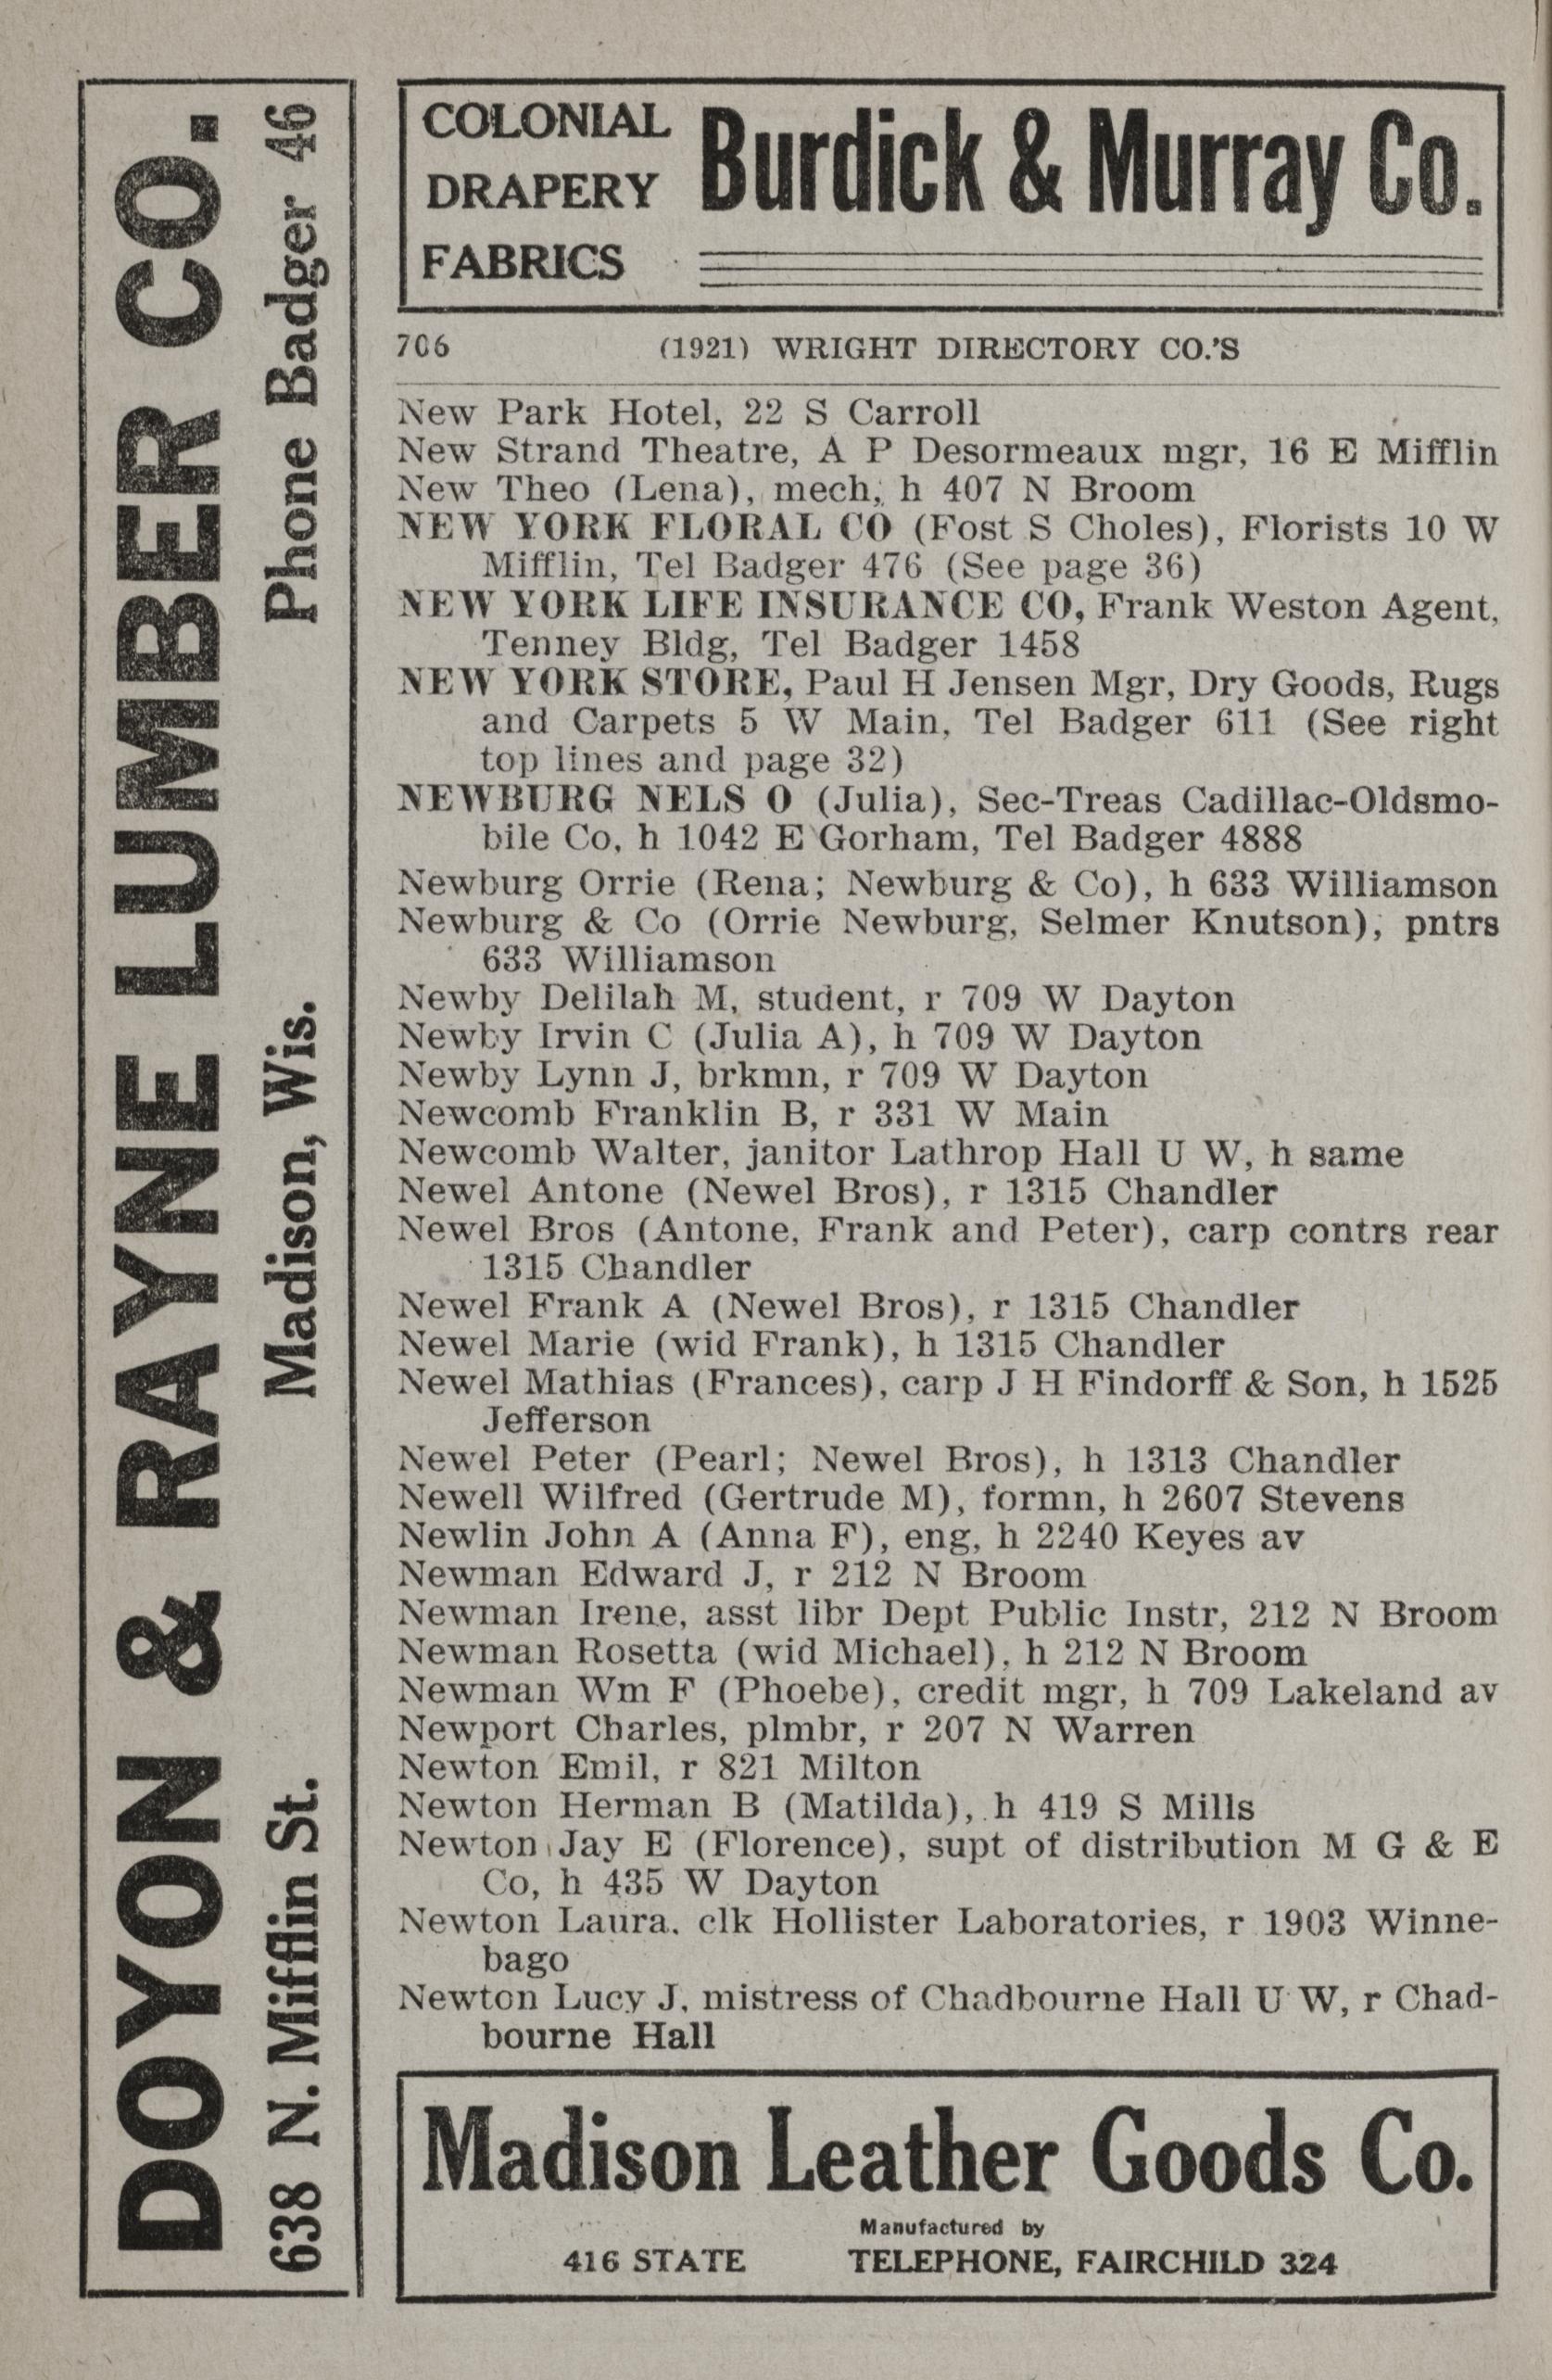 DOYON & RAYNE LUMBER CO.
638 N. Mifflin St. Madison, Wis. Phone Badger 46
COLONIAL
DRAPERY
FABRICS
Burdick & Murray Co.
706 (1921) WRIGHT DIRECTORY CO.'S
New Park Hotel, 22 S Carroll
New Strand Theatre, A P Desormeaux mgr, 16 E Mifflin
New Theo (Lena), mech, h 407 N Broom
NEW YORK FLORAL CO (Fost S Choles), Florists 10 W
Mifflin, Tel Badger 476 (See page 36)
NEW YORK LIFE INSURANCE CO, Frank Weston Agent,
Tenney Bldg, Tel Badger 1458
NEW YORK STORE, Paul H Jensen Mgr, Dry Goods, Rugs
and Carpets 5 W Main, Tel Badger 611 (See right
top lines and page 32)
NEWBURG NELS O (Julia), Sec-Treas Cadillac-Oldsmo-
bile Co, h 1042 E Gorham, Tel Badger 4888
Newburg Orrie (Rena; Newburg & Co), h 633 Williamson
Newburg & Co (Orrie Newburg, Selmer Knutson), pntrs
633 Williamson
Newby Delilah M, student, r 709 W Dayton
Newby Irvin C (Julia A), h 709 W Dayton
Newby Lynn J, brkmn, r 709 W Dayton
Newcomb Franklin B, r 331 W Main
Newcomb Walter, janitor Lathrop Hall U W, h same
Newel Antone (Newel Bros), r 1315 Chandler
Newel Bros (Antone, Frank and Peter), carp contrs rear
1315 Chandler
Newel Frank A (Newel Bros), r 1315 Chandler
Newel Marie (wid Frank), h 1315 Chandler
Newel Mathias (Frances), carp J H Findorff & Son, h 1525
Jefferson
Newel Peter (Pearl; Newel Bros), h 1313 Chandler
Newell Wilfred (Gertrude M), formn, h 2607 Stevens
Newlin John A (Anna F), eng, h 2240 Keyes av
Newman Edward J, r 212 N Broom
Newman Irene, asst libr Dept Public Instr, 212 N Broom
Newman Rosetta (wid Michael), h 212 N Broom
Newman Wm F (Phoebe), credit mgr, h 709 Lakeland av
Newport Charles, plmbr, r 207 N Warren
Newton Emil, r 821 Milton
Newton Herman B (Matilda), h 419 S Mills
Newton Jay E (Florence), supt of distribution M G & E
Co, h 435 W Dayton
Newton Laura, clk Hollister Laboratories, r 1903 Winne-
bago
Newton Lucy J, mistress of Chadbourne Hall U W, r Chad-
bourne Hall
Madison Leather Goods Co.
Manufactured by
416 STATE TELEPHONE, FAIRCHILD 324